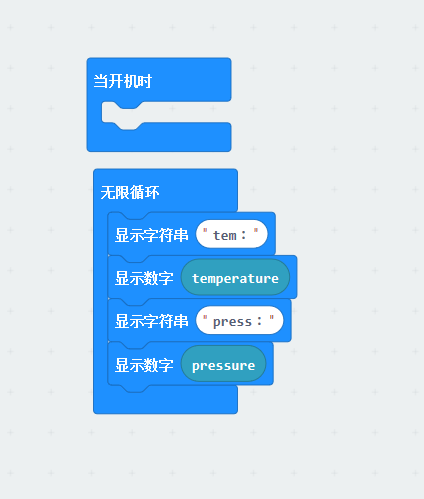 当开机时
无限循环
显示字符串 "tem："
显示数字 temperature
显示字符串 "press："
显示数字 pressure